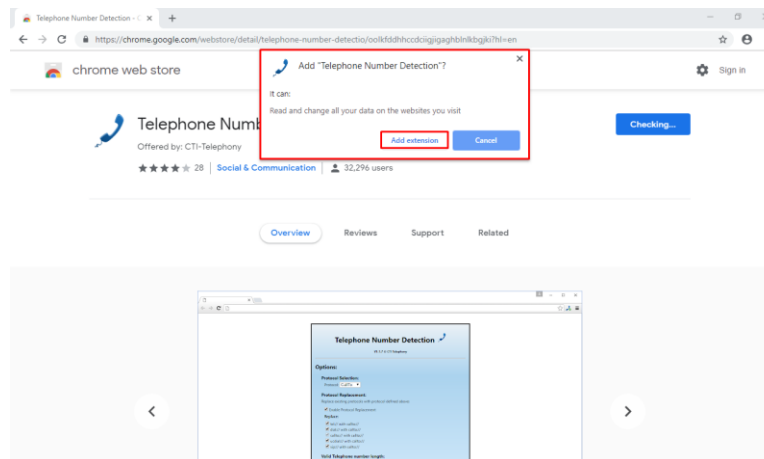 Telephone Number Detection - C
https://chrome.google.com/webstore/detail/telephone-number-detectio/oolkfddhhccdciigjigaghblnlkbgjki?hl=en
chrome web store
Sign in
Add "Telephone Number Detection"?
It can:
Read and change all your data on the websites you visit
Add extension
Cancel
Telephone Numb
Checking...
Offered by: CTI-Telephony
28
Social & Communication
32,296 users
Overview Reviews Support Related
Telephone Number Detection
Options:
Protocol Selection:
Protocol Replacement:
Enable Protocol Replacement
Replace
Valid Telephone number length: